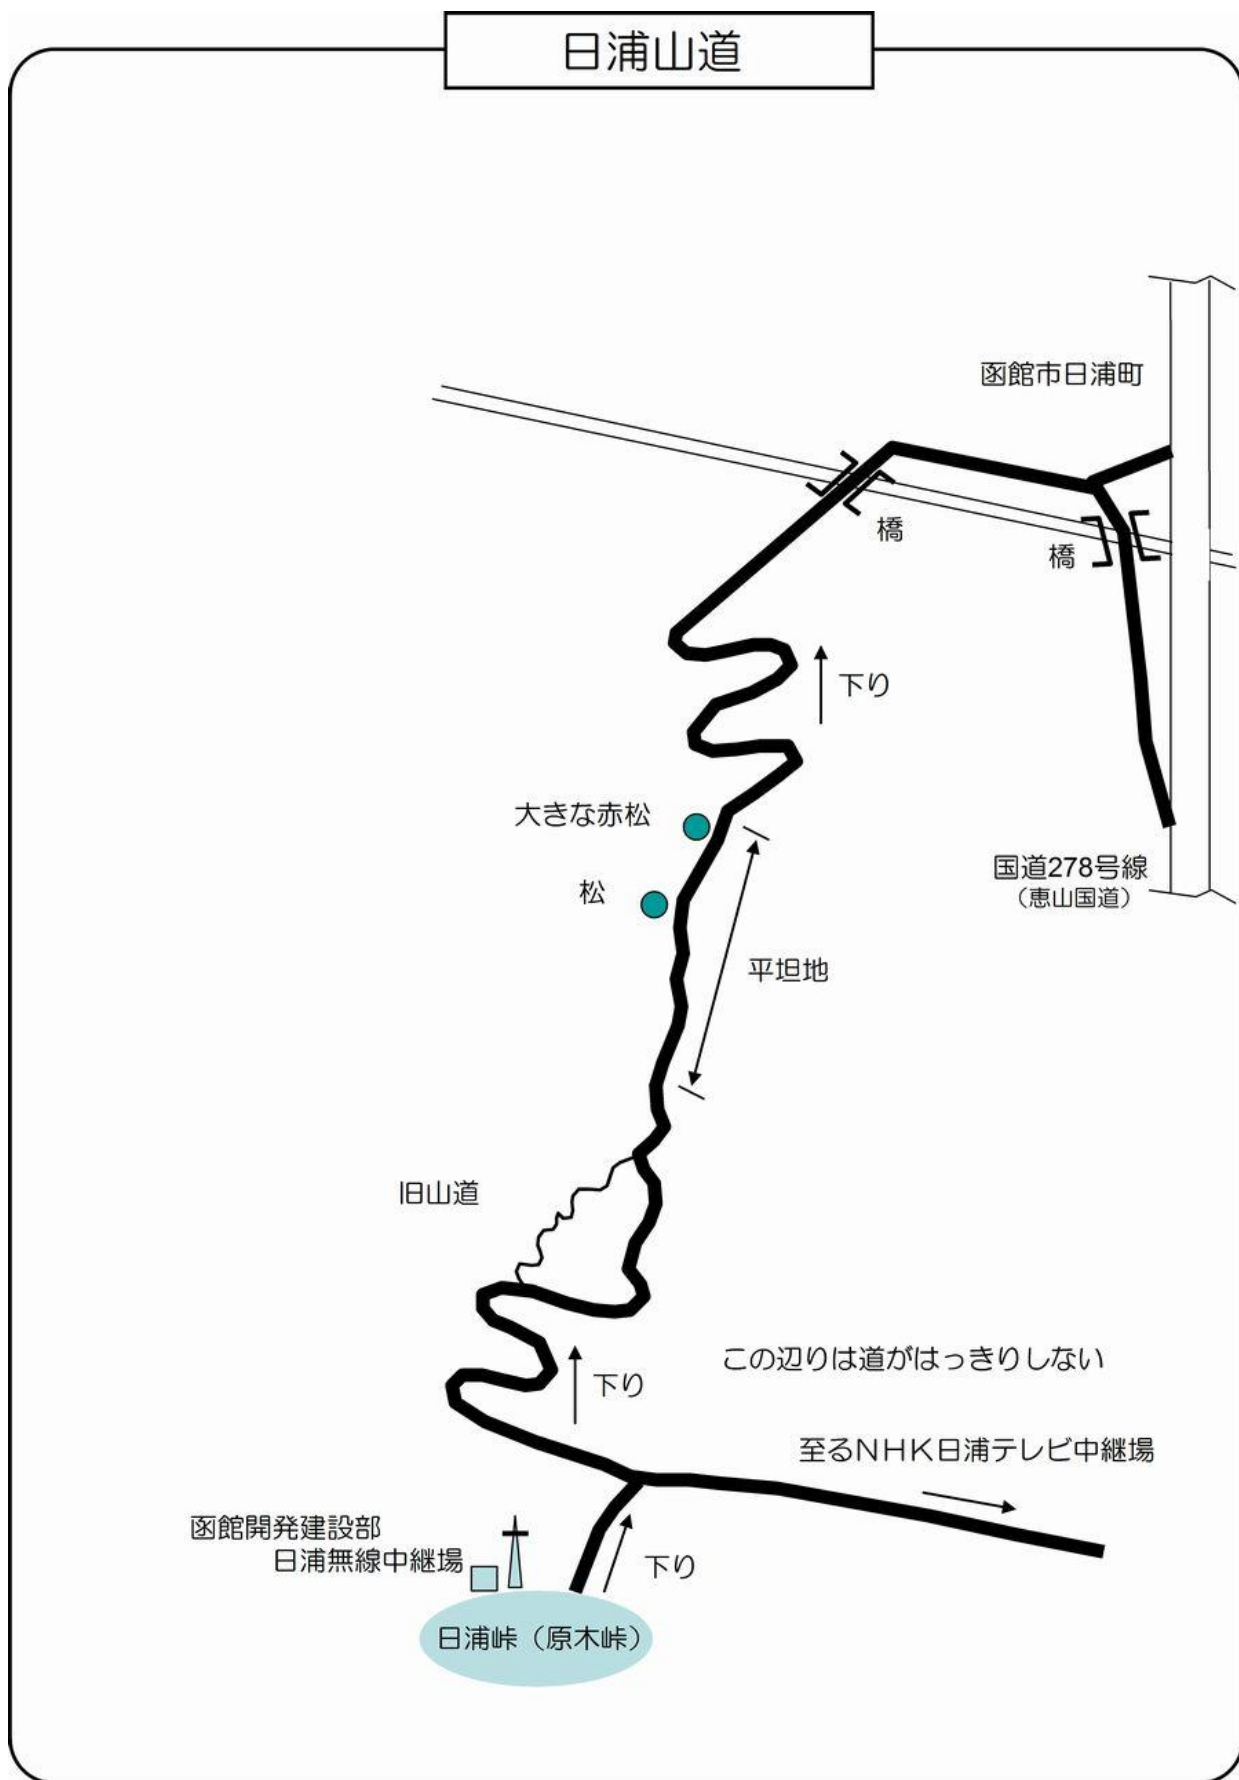 日浦山道
函館市日浦町
橋
橋
下り
大きな赤松
国道278号線
（恵山国道）
松
平坦地
旧山道
この辺りは道がはっきりしない
下り
至るNHK日浦テレビ中継場
函館開発建設部
日浦無線中継場
下り
日浦峠（原木峠）